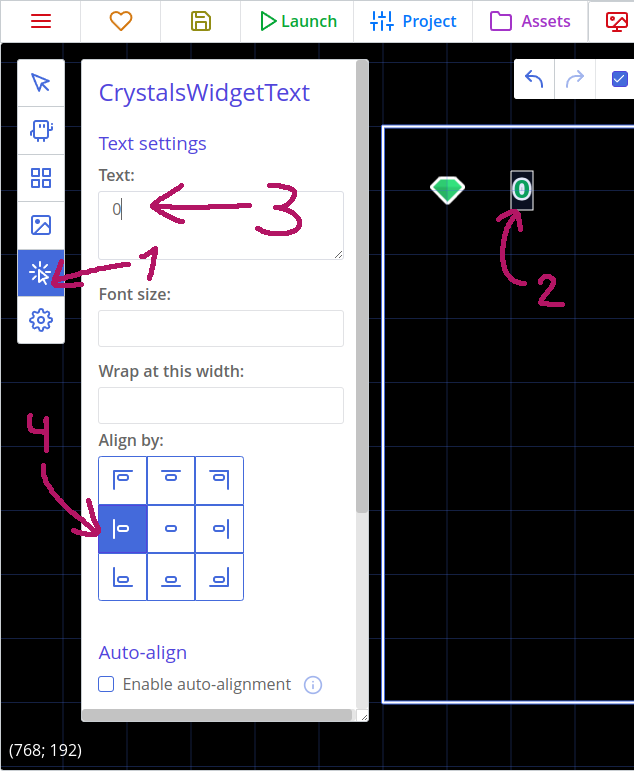 Launch
Project
Assets
CrystalsWidgetText
Text settings
Text:
0
3
0
1
2
Font size:
Wrap at this width:
4
Align by:
Auto-align
Enable auto-alignment
(768; 192)